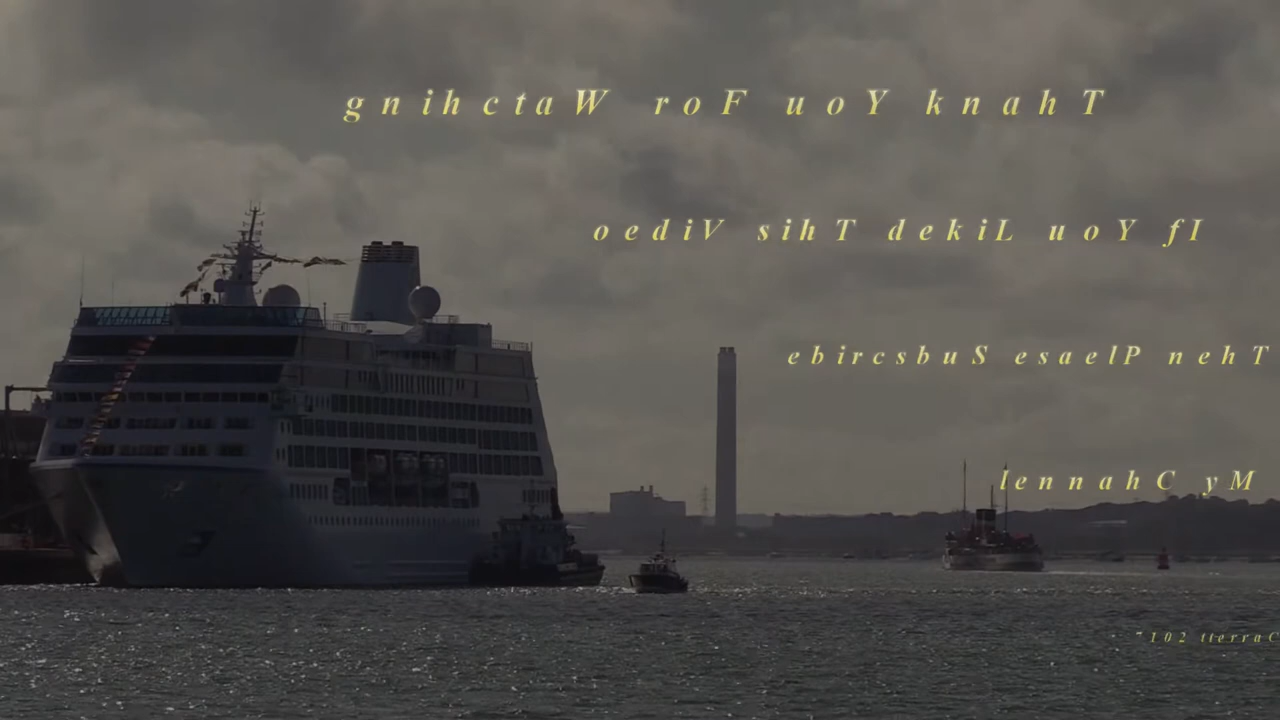 gnihctaW roF uoY knahT
oediV sihT dekiL uoY fI
ebircsbuS esaelP nehT
lennahC yM